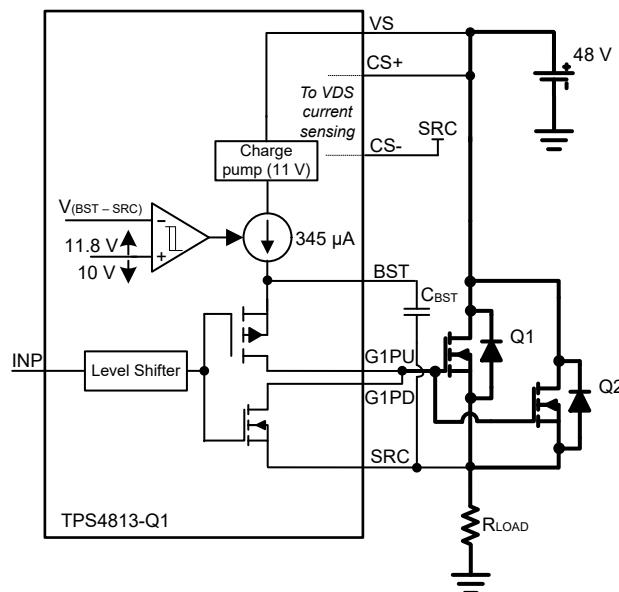 VS
CS+
48 V
To VDS
current
sensing
SRC
CS-
Charge
pump (11 V)
V(BST – SRC)
11.8 V
10 V
345 µA
BST
CBST
Q1
INP
Level Shifter
G1PU
G1PD
Q2
SRC
TPS4813-Q1
RLOAD